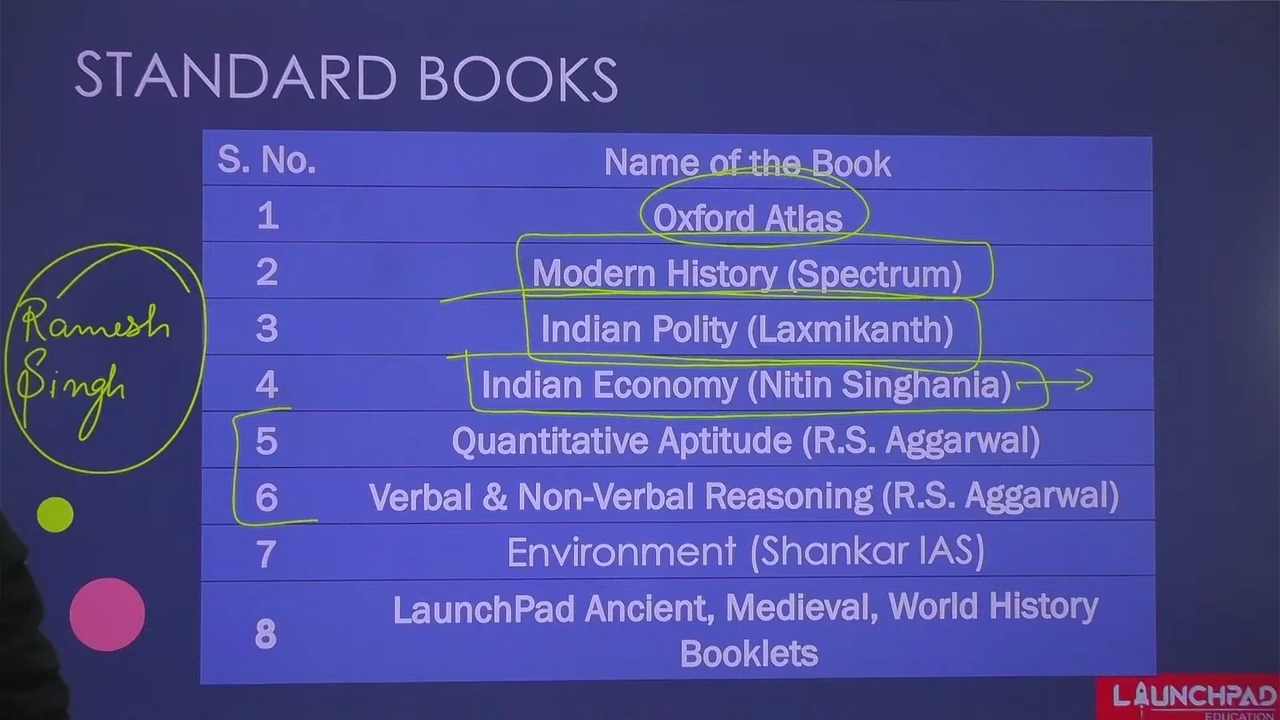 STANDARD BOOKS
S. No. Name of the Book
1 Oxford Atlas
2 Modern History (Spectrum)
3 Indian Polity (Laxmikanth)
4 Indian Economy (Nitin Singhania)
5 Quantitative Aptitude (R.S. Aggarwal)
6 Verbal & Non-Verbal Reasoning (R.S. Aggarwal)
7 Environment (Shankar IAS)
8 LaunchPad Ancient, Medieval, World History
Booklets
Ramesh
Singh
LAUNCHPAD
EDUCATION